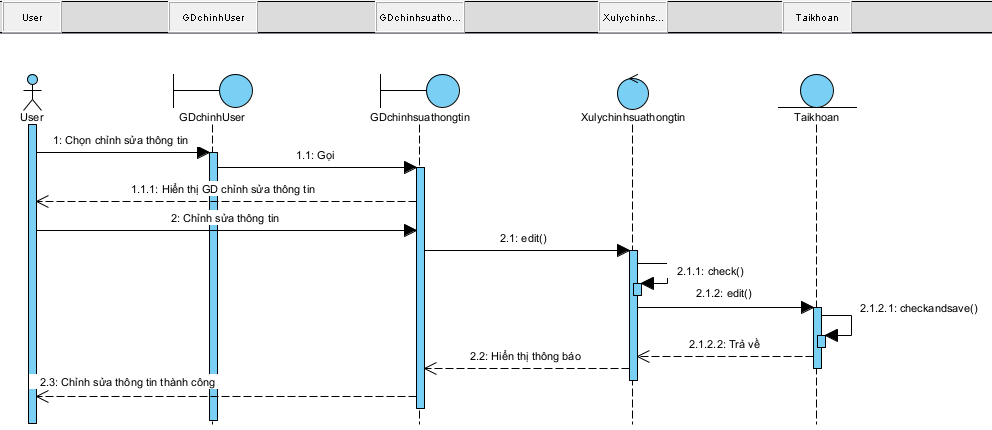 User
GDchinhUser
GDchinhsuatho...
Xulychinhs...
Taikhoan
User
GDchinhUser
GDchinhsuathongtin
Xulychinhsuathongtin
Taikhoan
1: Chọn chỉnh sửa thông tin
1.1: Gọi
1.1.1: Hiển thị GD chỉnh sửa thông tin
2: Chỉnh sửa thông tin
2.1: edit()
2.1.1: check()
2.1.2: edit()
2.1.2.1: checkandsave()
2.1.2.2: Trả về
2.2: Hiển thị thông báo
2.3: Chỉnh sửa thông tin thành công